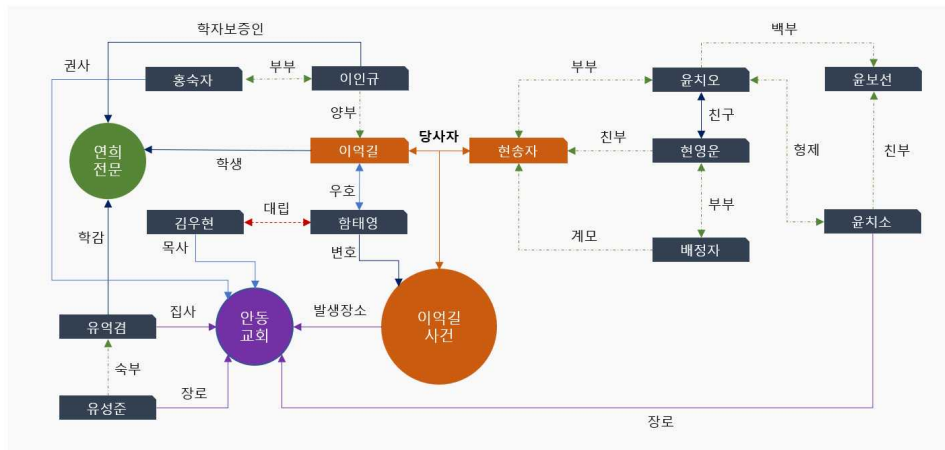 학자보증인
백부
권사
홍숙자
부부
이인규
부부
윤치오
윤보선
양부
당사자
친구
연희
전문
학생
이억길
현송자
친부
현영운
형제
친부
우호
김우현
대립
함태영
부부
윤치소
학감
목사
변호
계모
배정자
집사
안동
교회
발생장소
이억길
사건
유억겸
숙부
유성준
장로
장로